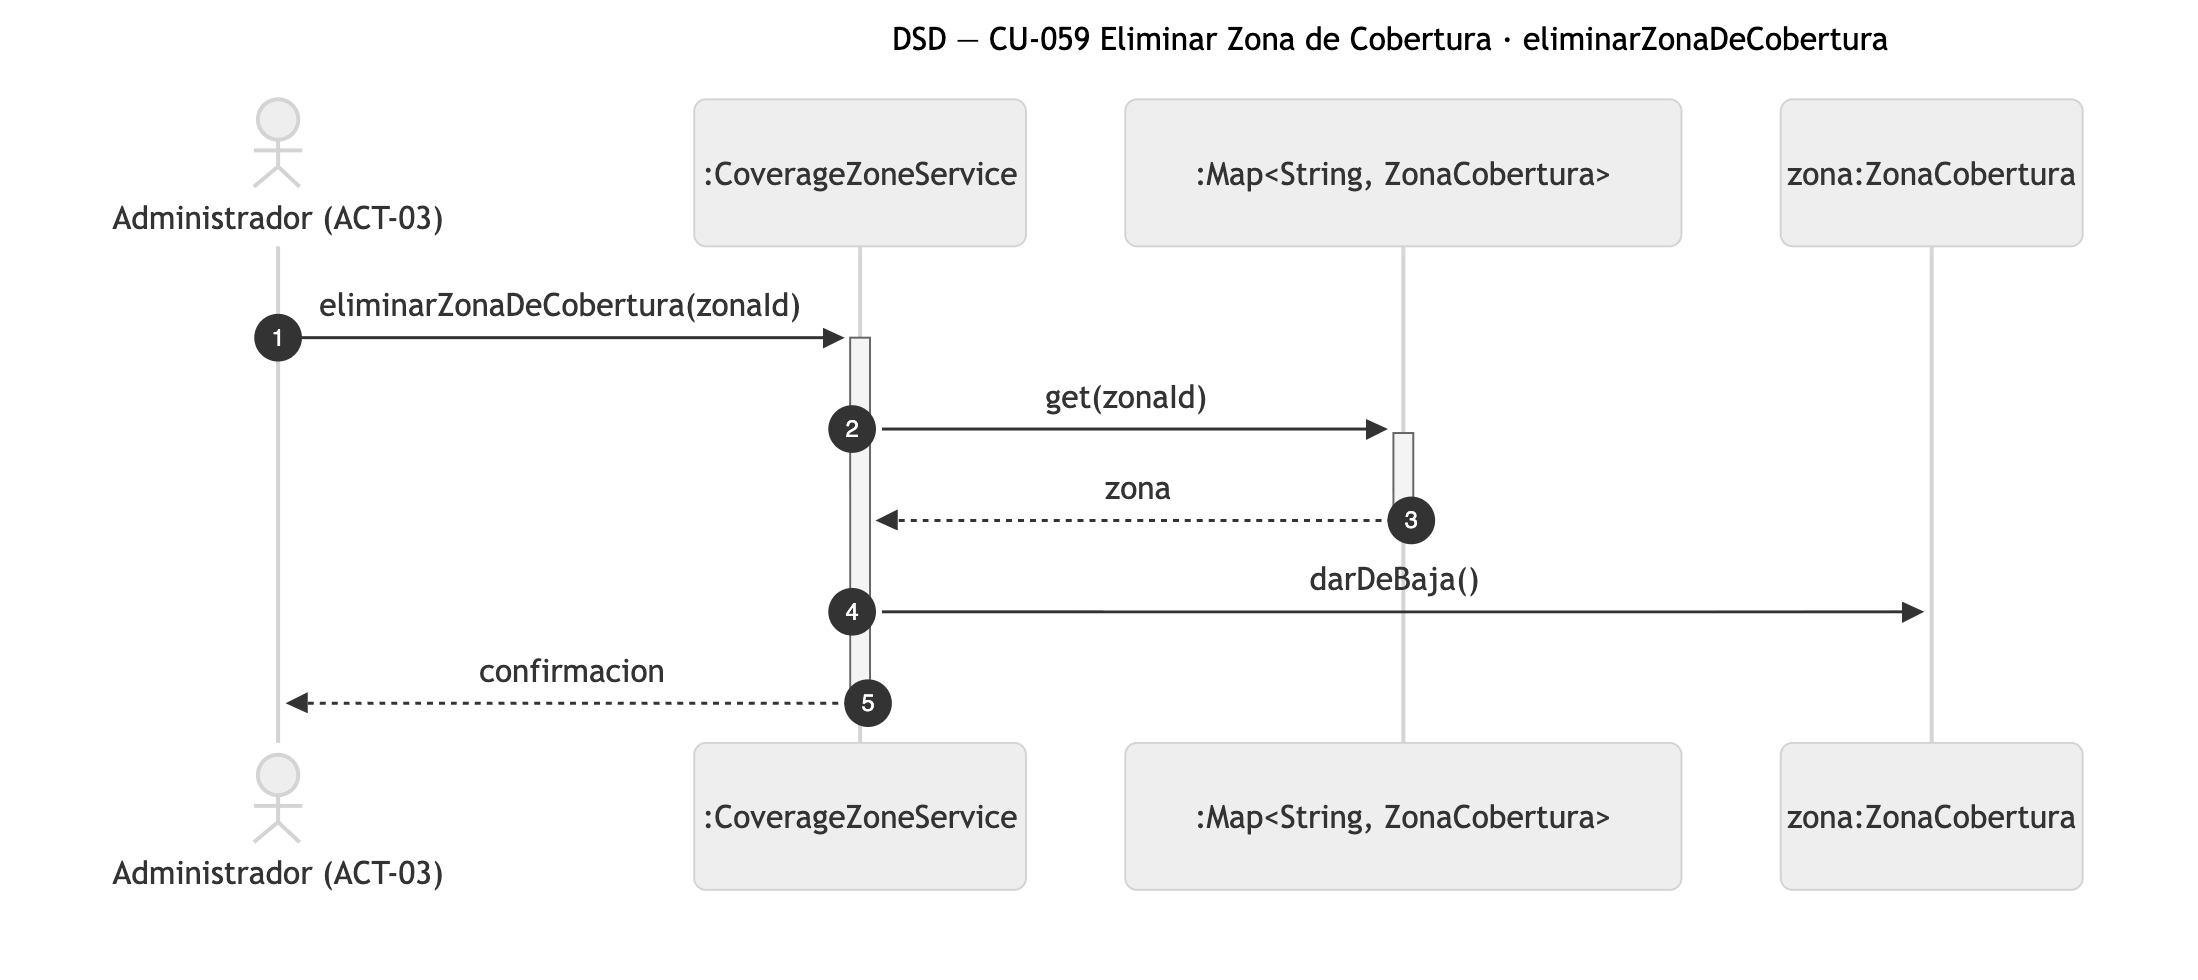 DSD — CU-059 Eliminar Zona de Cobertura · eliminarZonaDeCobertura
Administrador (ACT-03)
:CoverageZoneService
:Map<String, ZonaCobertura>
zona:ZonaCobertura
eliminarZonaDeCobertura(zonaId)
1
get(zonaId)
2
zona
3
darDeBaja()
4
confirmacion
5
Administrador (ACT-03)
:CoverageZoneService
:Map<String, ZonaCobertura>
zona:ZonaCobertura